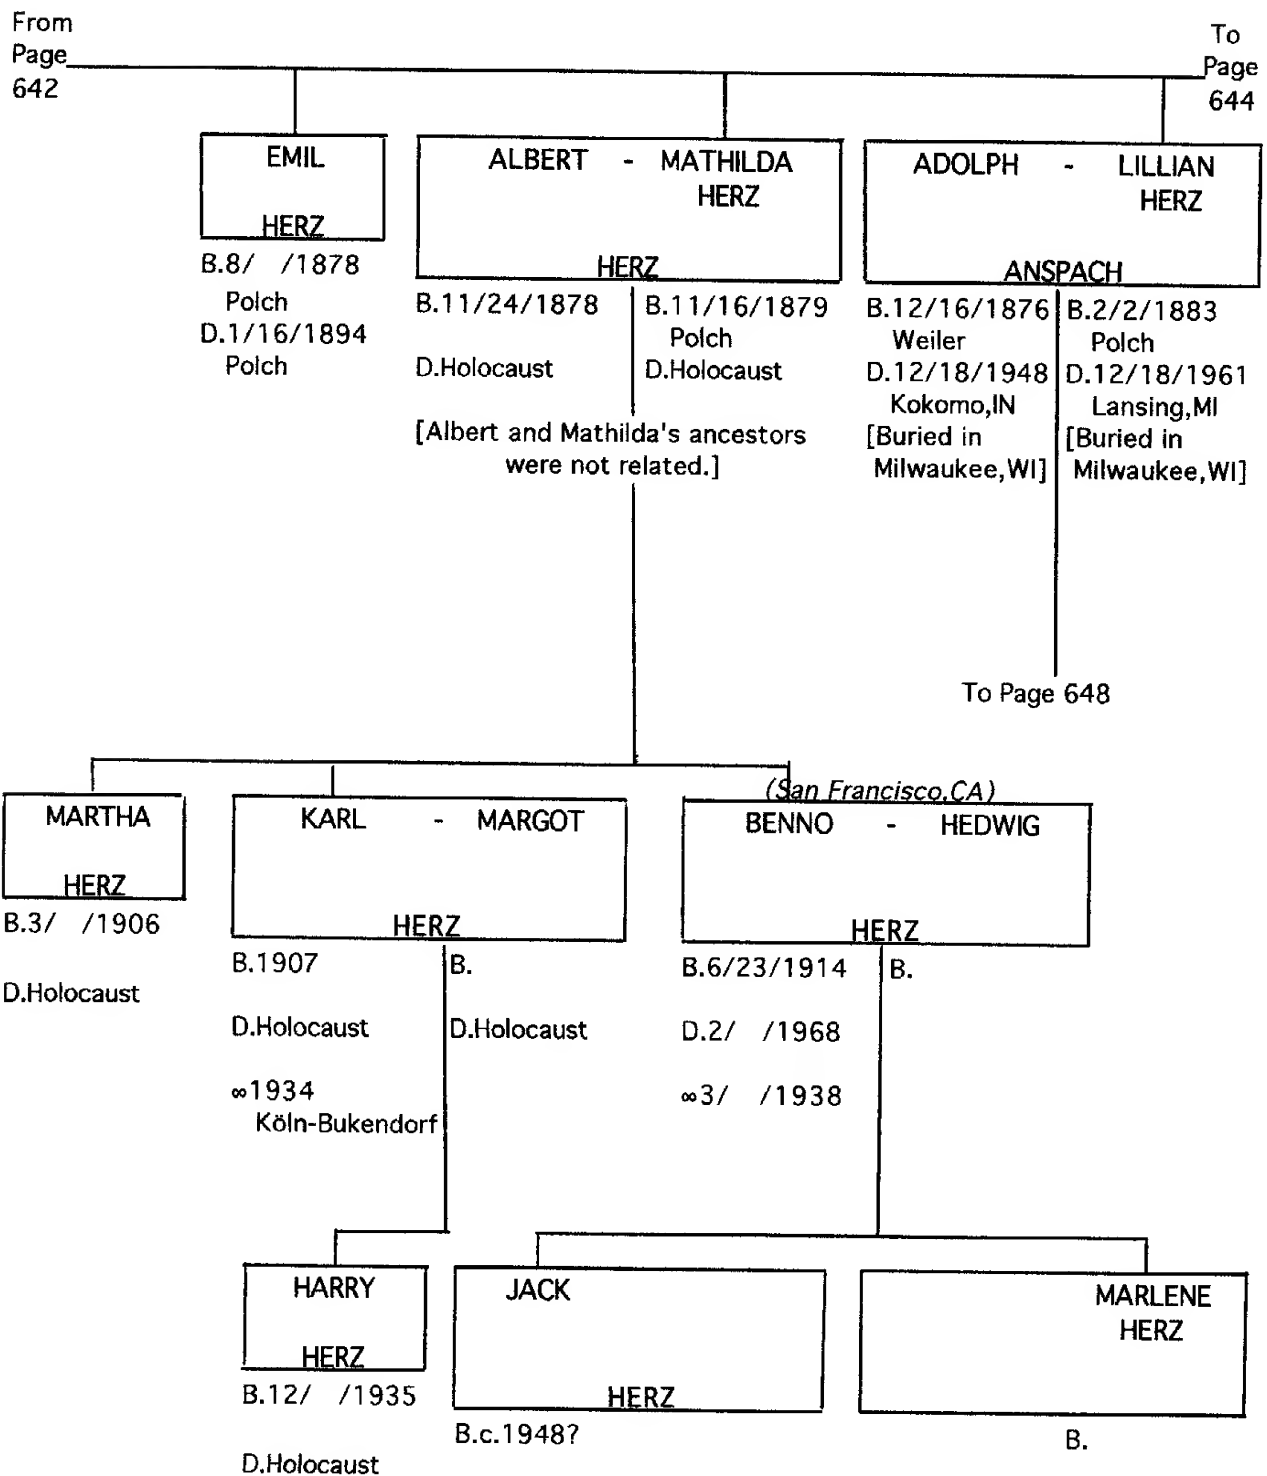 From
Page
642
To
Page
644
EMIL
HERZ
B.8/ /1878
Polch
D.1/16/1894
Polch
ALBERT - MATHILDA
HERZ
HERZ
B.11/24/1878
D.Holocaust
B.11/16/1879
Polch
D.Holocaust
[Albert and Mathilda's ancestors
were not related.]
ADOLPH - LILLIAN
HERZ
ANSPACH
B.12/16/1876
Weiler
D.12/18/1948
Kokomo,IN
[Buried in
Milwaukee,WI]
B.2/2/1883
Polch
D.12/18/1961
Lansing,MI
[Buried in
Milwaukee,WI]
To Page 648
MARTHA
HERZ
B.3/ /1906
D.Holocaust
KARL - MARGOT
HERZ
B.1907
D.Holocaust
∞1934
Köln-Bukendorf
B.
D.Holocaust
(San Francisco,CA)
BENNO - HEDWIG
HERZ
B.6/23/1914
D.2/ /1968
∞3/ /1938
B.
HARRY
HERZ
B.12/ /1935
D.Holocaust
JACK
HERZ
B.c.1948?
MARLENE
HERZ
B.